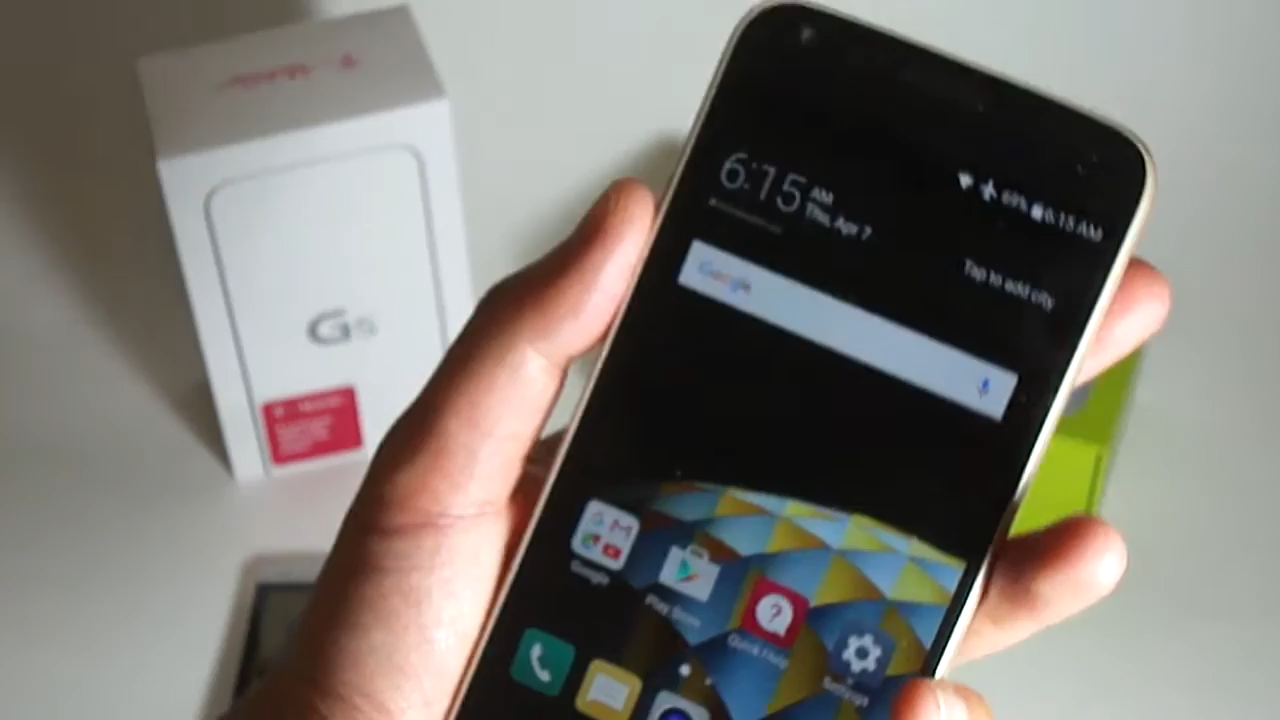 T-Mobile
G5
6:15
AM
Thu, Apr 7
69% 6:15 AM
Tap to add city
Google
Google
Play Store
Quick Help
Settings